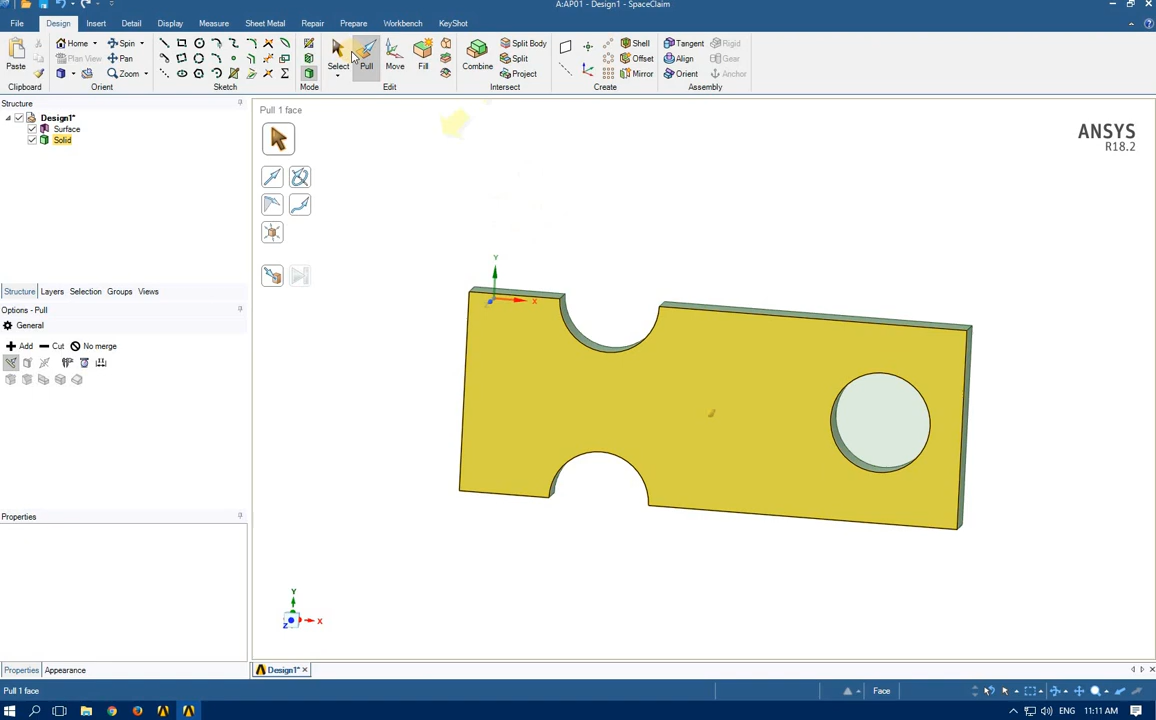 A:AP01 - Design1 - SpaceClaim
File Design Insert Detail Display Measure Sheet Metal Repair Prepare Workbench KeyShot
Paste
Clipboard
Home Spin
Plan View Pan
Zoom
Orient
Sketch
Mode
Select Pull Move Fill
Edit
Combine
Split Body
Split
Project
Intersect
Shell
Offset
Mirror
Create
Tangent Rigid
Align Gear
Orient Anchor
Assembly
Structure
Design1*
Surface
Solid
Structure Layers Selection Groups Views
Options - Pull
General
Add Cut No merge
Properties
Properties Appearance
Pull 1 face
ANSYS
R18.2
Y
X
Y
X
Z
Design1*
Pull 1 face
Face
ENG 11:11 AM